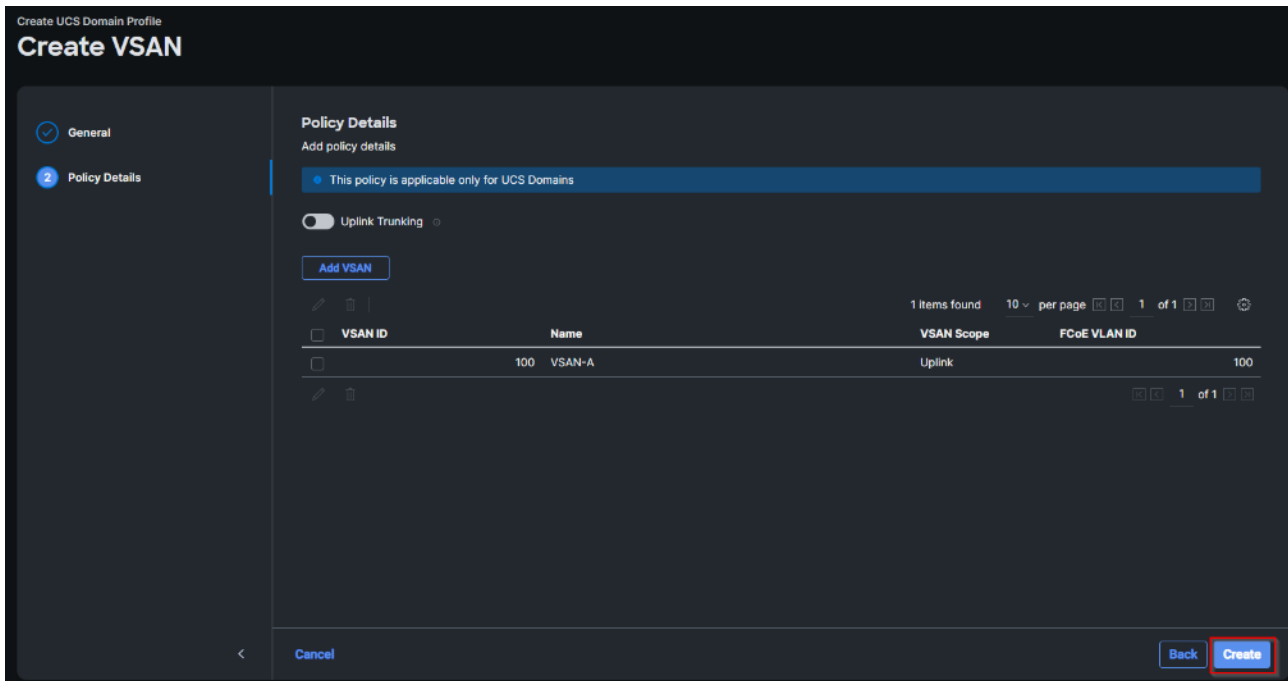 Create UCS Domain Profile
Create VSAN
General
2 Policy Details
Policy Details
Add policy details
This policy is applicable only for UCS Domains
Uplink Trunking
Add VSAN
1 items found 10 per page 1 of 1
VSAN ID Name VSAN Scope FCoE VLAN ID
100 VSAN-A Uplink 100
1 of 1
Cancel Back Create